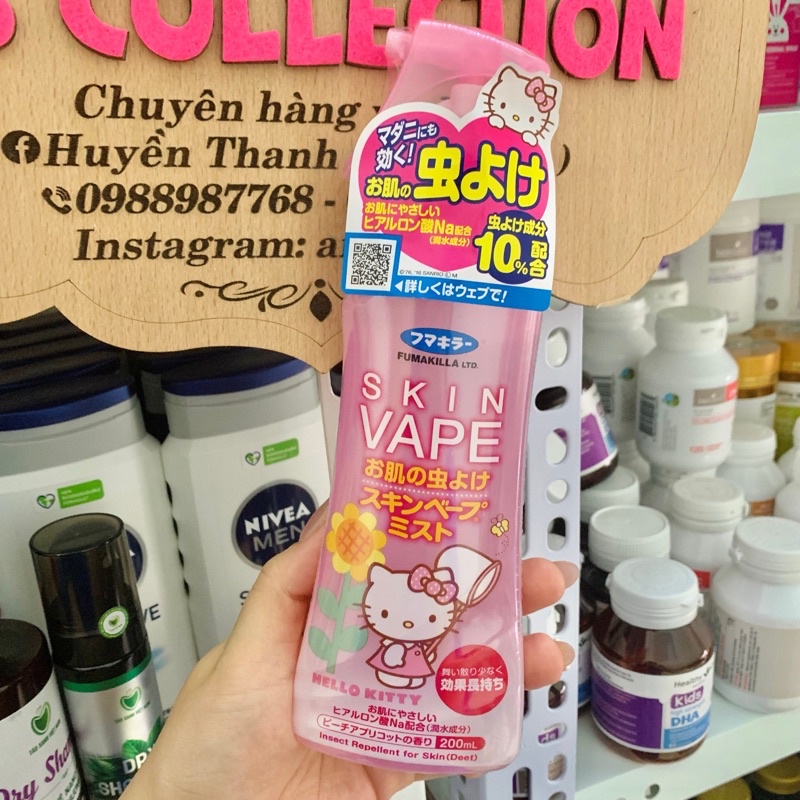 COLLECTION
Chuyên hàng
Huyền Thanh
0988987768 -
Instagram:
マダニにも
効く!
お肌の虫よけ
お肌にやさしい
ヒアルロン酸Na配合
(潤水成分)
虫よけ成分
10%配合
©'76, '16 SANRIO Ⓛ M
◀詳しくはウェブで!
フマキラー
FUMAKILLA LTD.
SKIN
VAPE
お肌の虫よけ
スキンベープ
ミスト
HELLO KITTY
舞い散り少なく
効果長持ち
お肌にやさしい
ヒアルロン酸Na配合(潤水成分)
ピーチアプリコットの香り 200mL
Insect Repellent for Skin(Deet)
NIVEA
MEN
Dry
DRY
Healthy
Kids
DHA